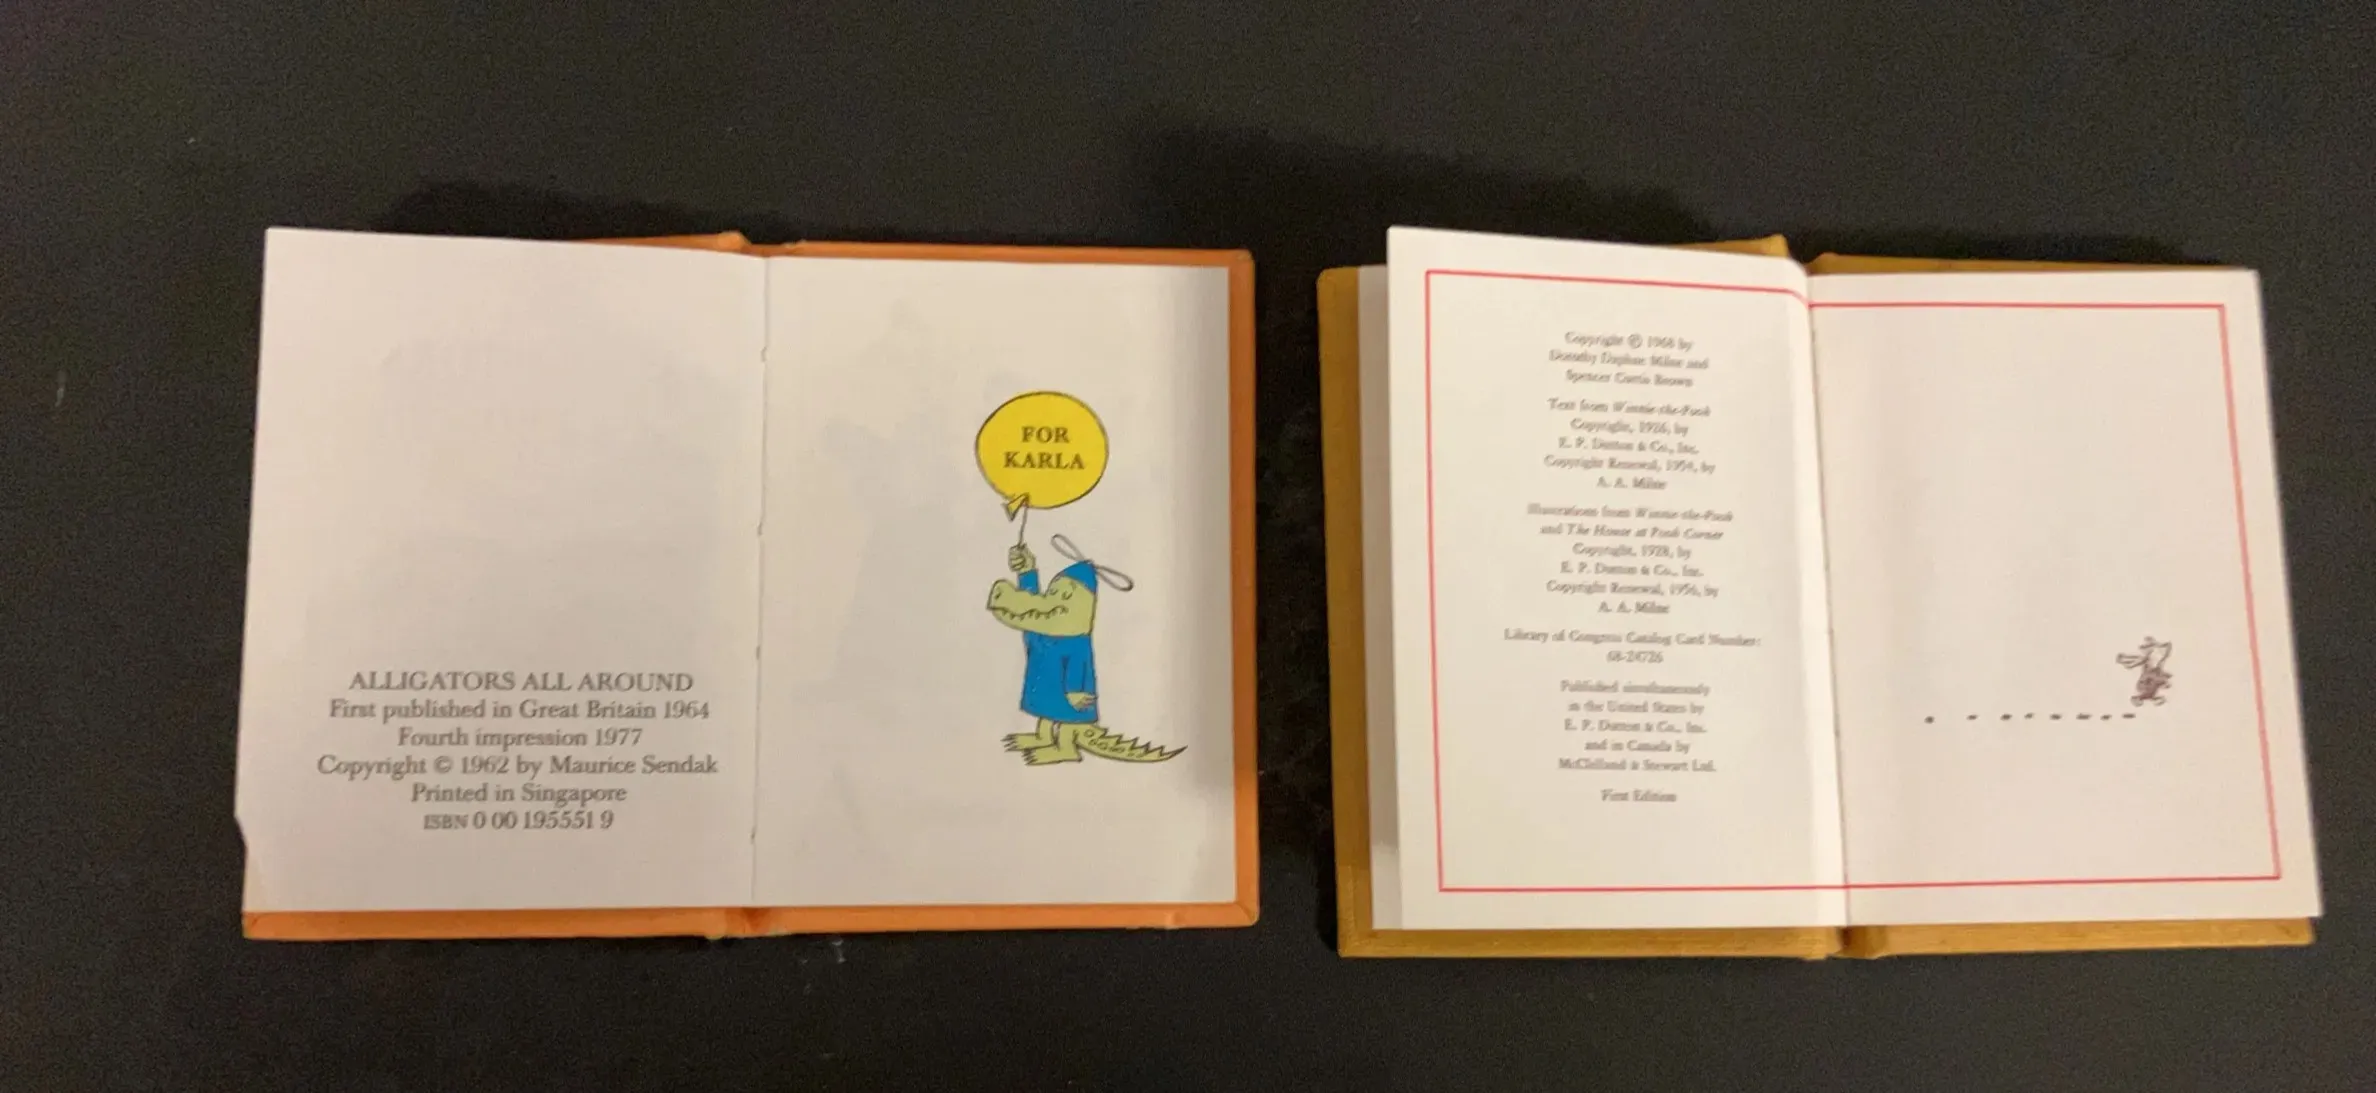 ALLIGATORS ALL AROUND
First published in Great Britain 1964
Fourth impression 1977
Copyright © 1962 by Maurice Sendak
Printed in Singapore
ISBN 0 00 195551 9
FOR
KARLA
Copyright © 1968 by
Dorothy Daphne Milne and
Spencer Curtis Brown
Text from Winnie-the-Pooh
Copyright, 1926, by
E. P. Dutton & Co., Inc.
Copyright Renewal, 1954, by
A. A. Milne
Illustrations from Winnie-the-Pooh
and The House at Pooh Corner
Copyright, 1928, by
E. P. Dutton & Co., Inc.
Copyright Renewal, 1956, by
A. A. Milne
Library of Congress Catalog Card Number:
Published simultaneously
in the United States by
E. P. Dutton & Co., Inc.
and in Canada by
McClelland & Stewart Ltd.
First Edition